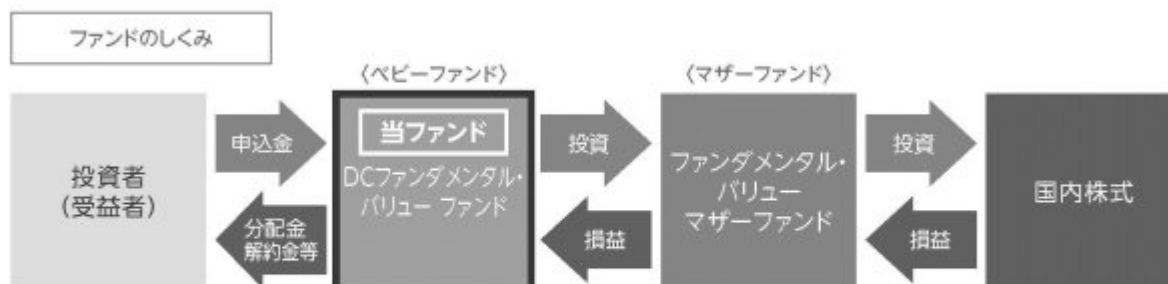 ファンドのしくみ
〈ベビーファンド〉
〈マザーファンド〉
投資者
(受益者)
申込金
分配金
解約金等
当ファンド
DCファンダメンタル・
バリュー ファンド
投資
損益
ファンダメンタル・
バリュー
マザーファンド
投資
損益
国内株式